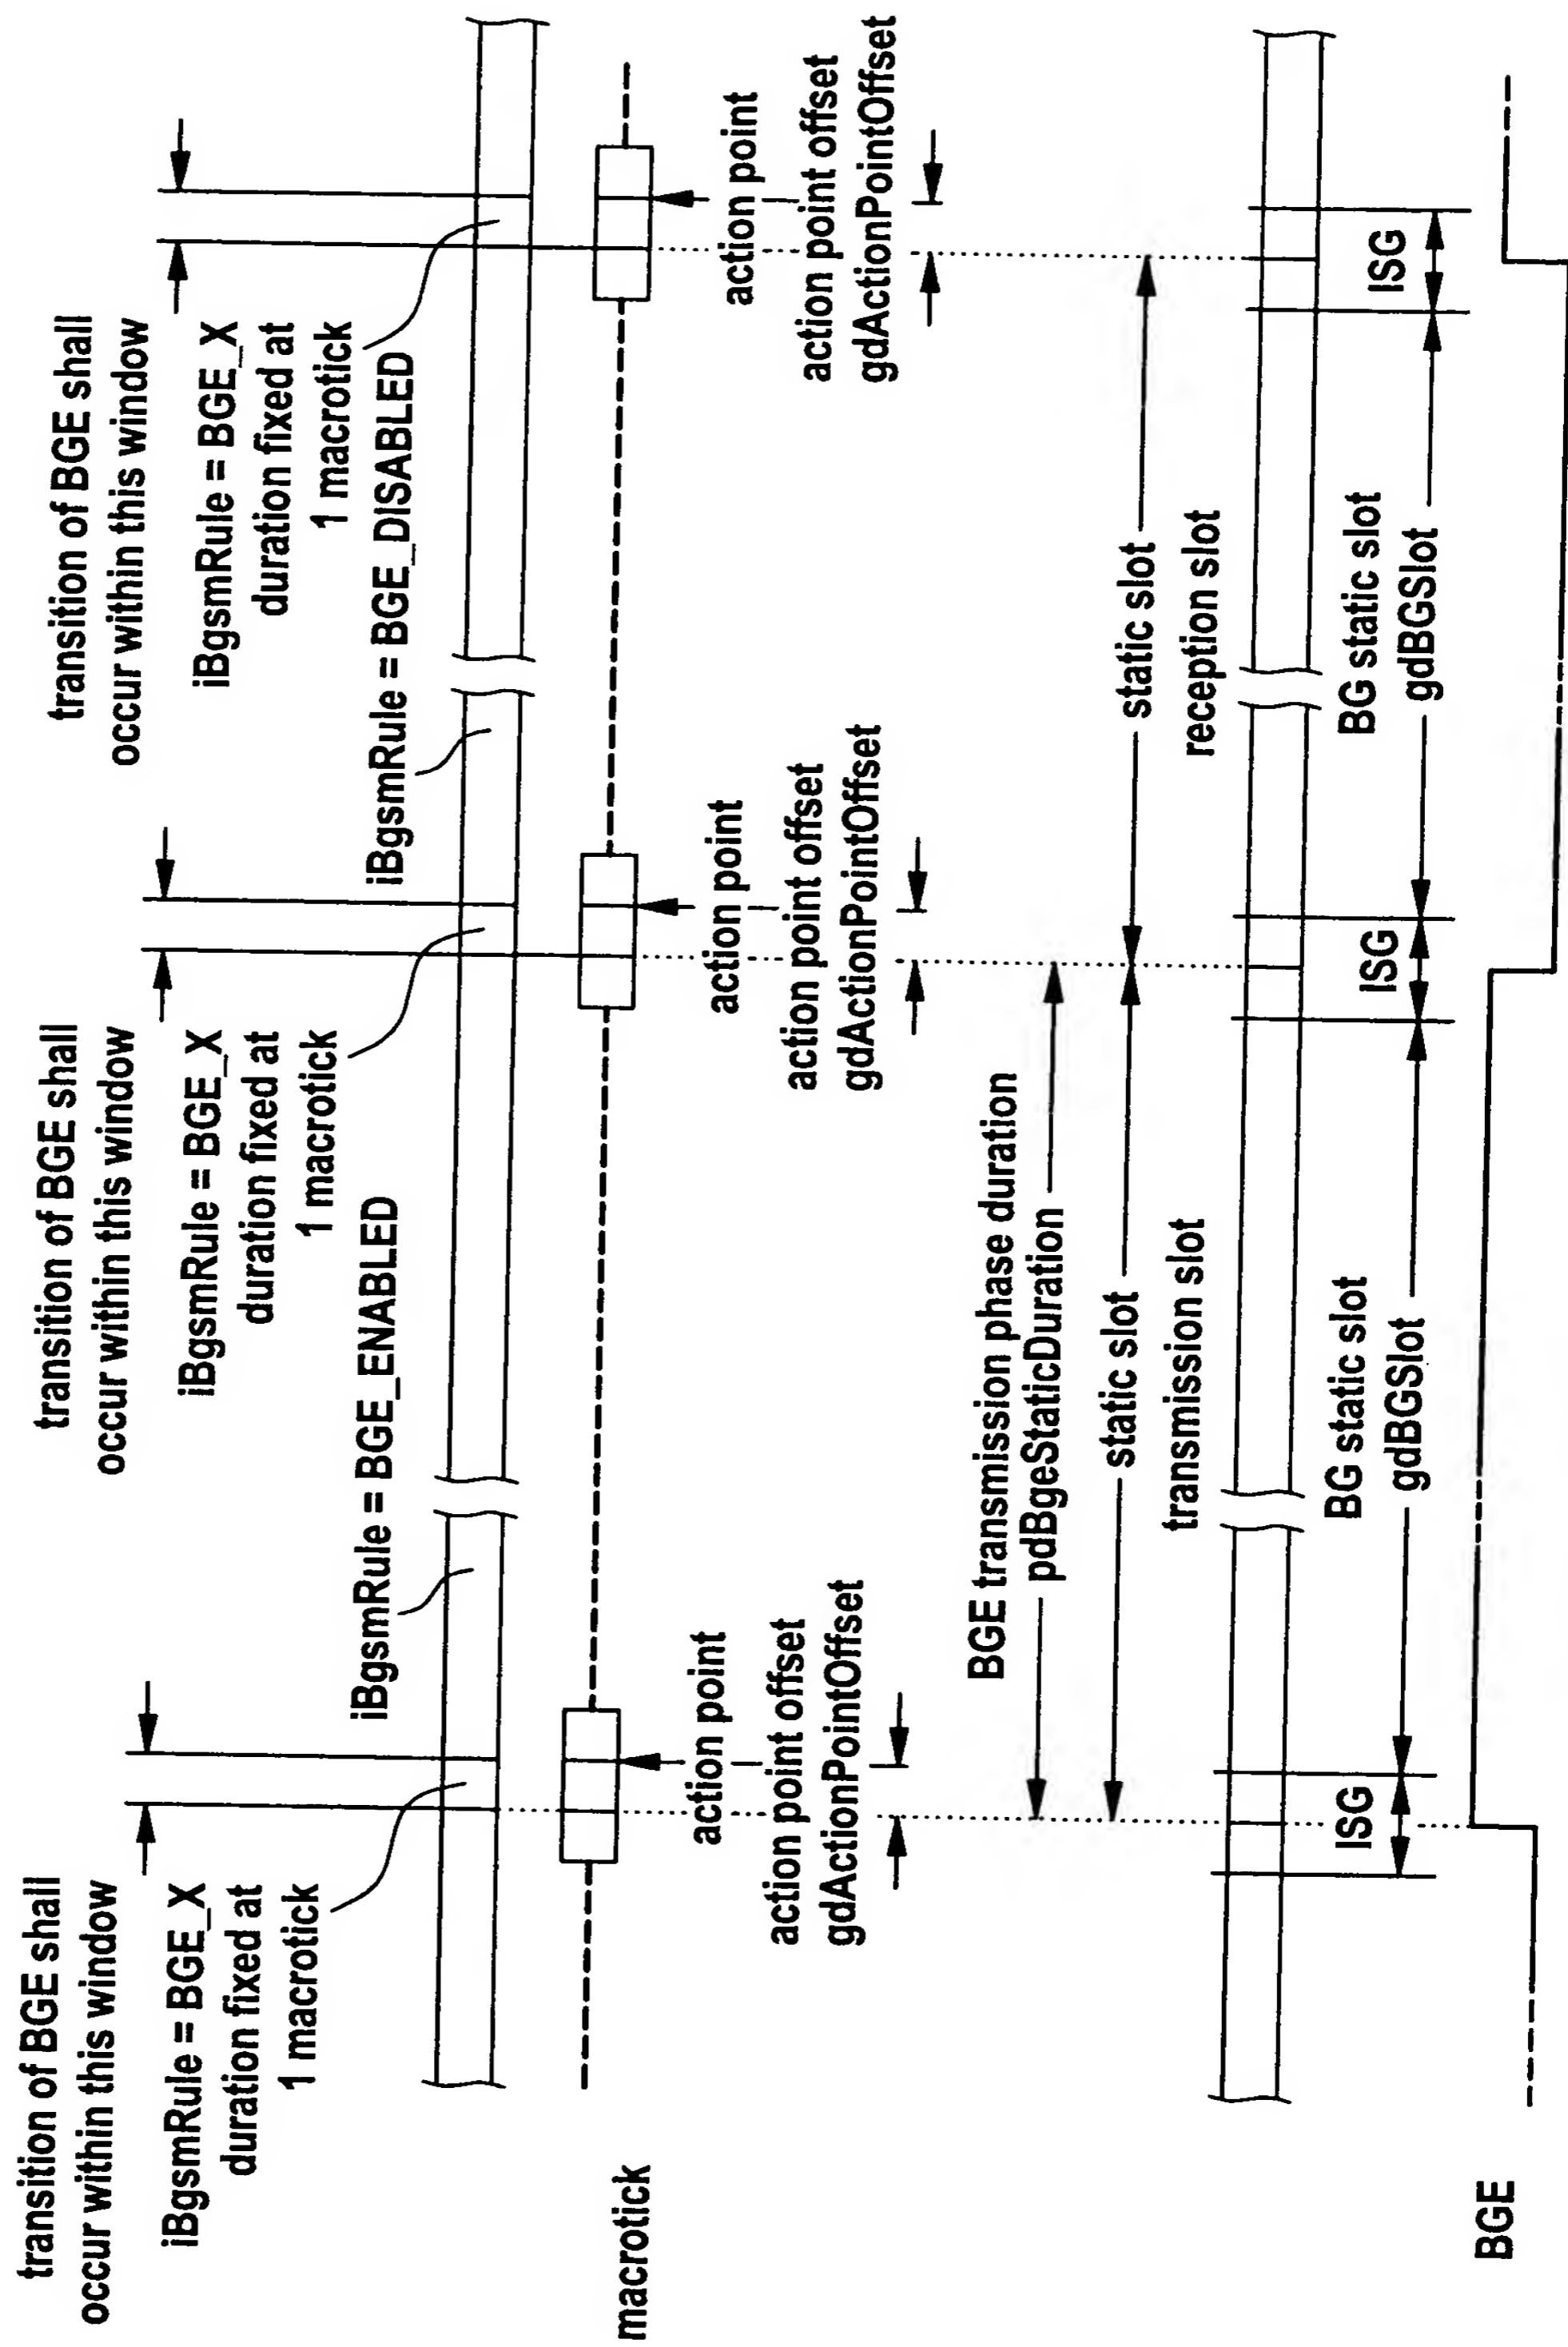 transition of BGE shall
occur within this window
iBgsmRule = BGE_X
duration fixed at
1 macrotick
transition of BGE shall
occur within this window
iBgsmRule = BGE_X
duration fixed at
1 macrotick
transition of BGE shall
occur within this window
iBgsmRule = BGE_X
duration fixed at
1 macrotick
iBgsmRule = BGE_ENABLED
iBgsmRule = BGE_DISABLED
macrotick
action point
action point offset
gdActionPointOffset
action point
action point offset
gdActionPointOffset
action point
action point offset
gdActionPointOffset
BGE transmission phase duration
pdBgeStaticDuration
static slot
static slot
transmission slot
reception slot
ISG
BG static slot
gdBGSlot
ISG
BG static slot
gdBGSlot
ISG
BGE